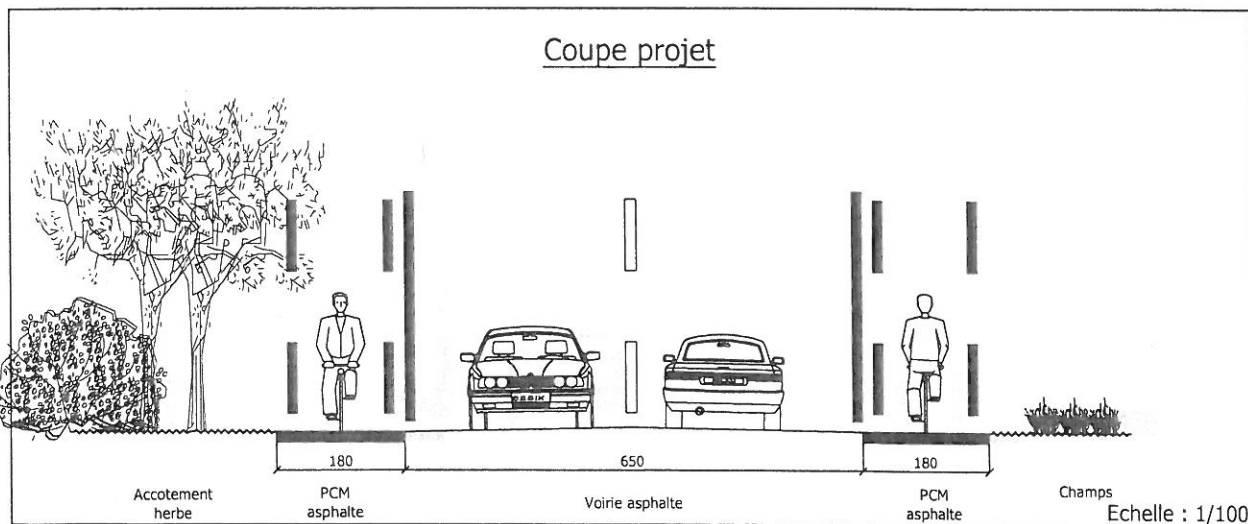 Coupe projet
180
650
180
Accotement
herbe
PCM
asphalte
Voirie asphalte
PCM
asphalte
Champs
Echelle : 1/100